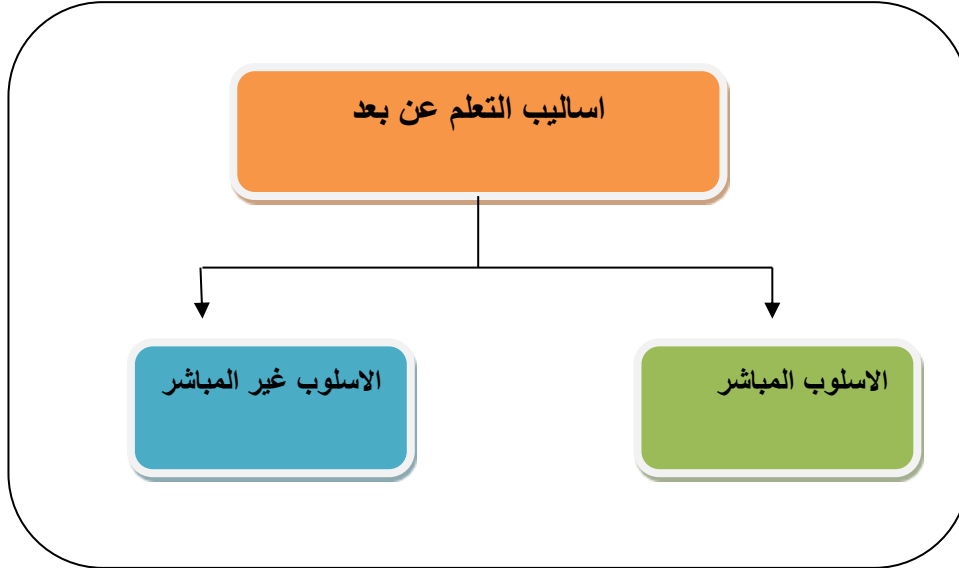 اساليب التعلم عن بعد
الاسلوب المباشر
الاسلوب غير المباشر